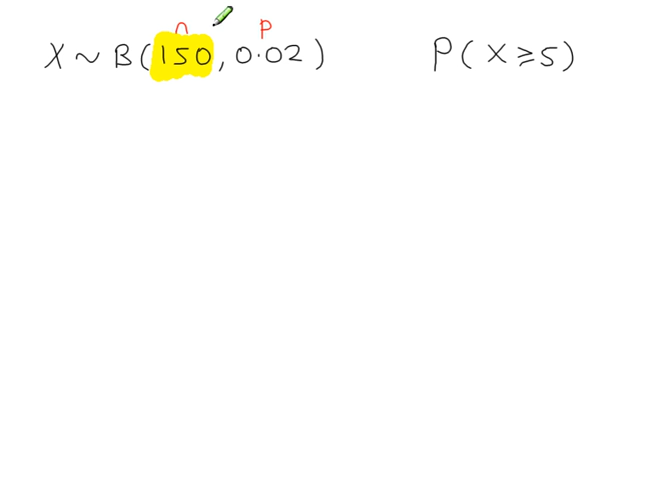 n p
X ~ B(150, 0·02) P(X ≥ 5)